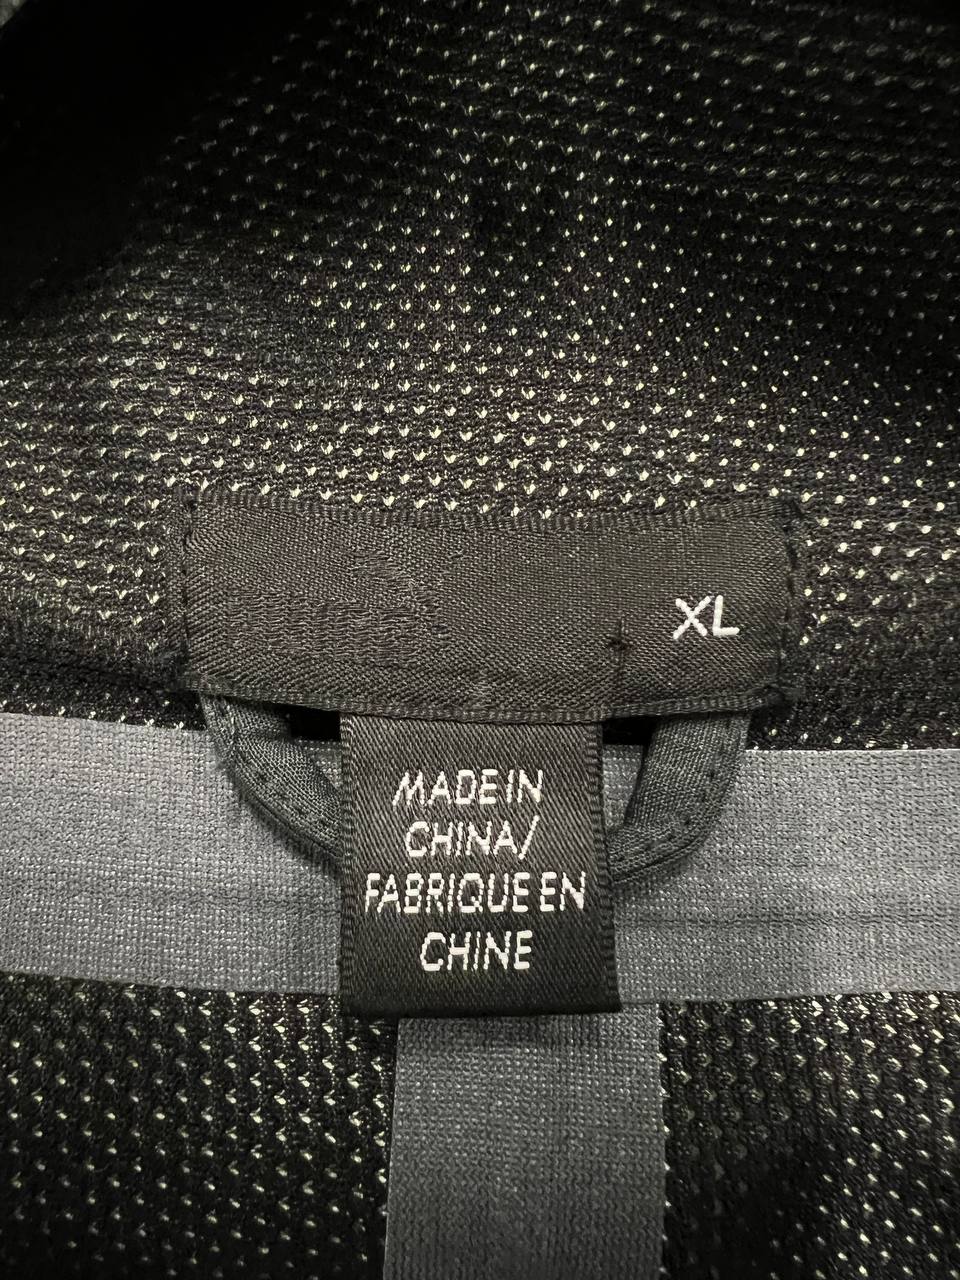 XL
MADE IN
CHINA/
FABRIQUE EN
CHINE